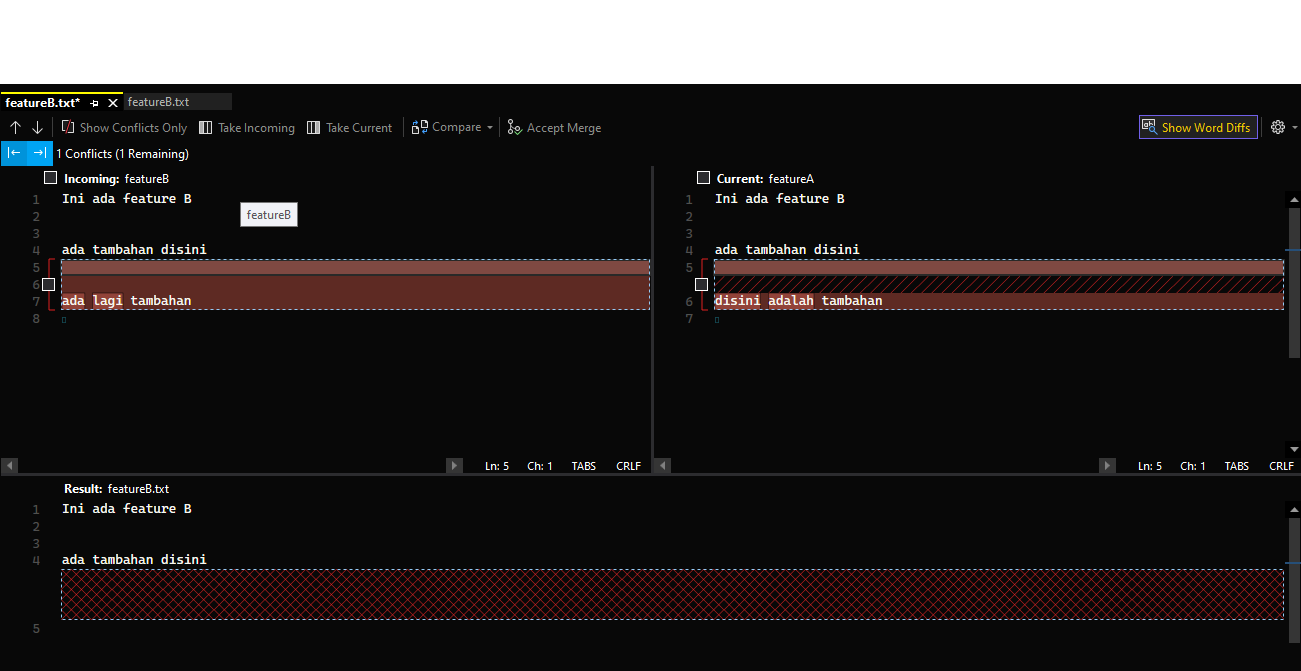 featureB.txt* featureB.txt
Show Conflicts Only Take Incoming Take Current Compare Accept Merge Show Word Diffs
1 Conflicts (1 Remaining)
Incoming: featureB
1 Ini ada feature B
featureB
2
3
4 ada tambahan disini
5
6
7 ada lagi tambahan
8
Ln: 5 Ch: 1 TABS CRLF
Current: featureA
1 Ini ada feature B
2
3
4 ada tambahan disini
5
6 disini adalah tambahan
7
Ln: 5 Ch: 1 TABS CRLF
Result: featureB.txt
1 Ini ada feature B
2
3
4 ada tambahan disini
5